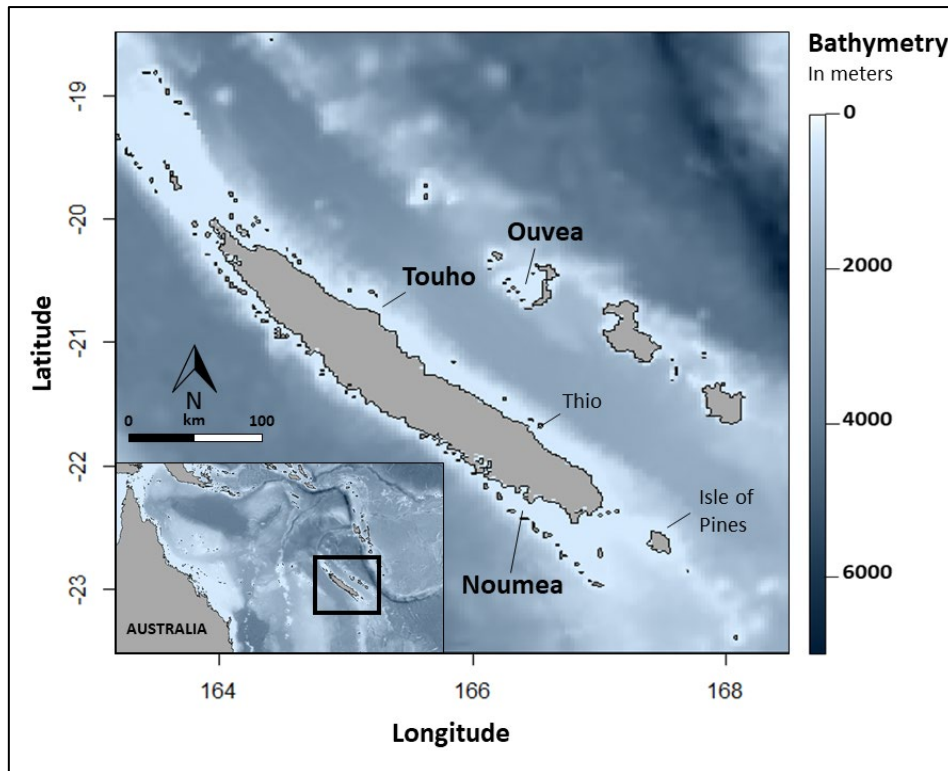 Bathymetry
In meters
0
2000
4000
6000
Latitude
-19
-20
-21
-22
-23
Ouvea
Touho
Thio
Isle of
Pines
Noumea
N
0 km 100
AUSTRALIA
164 166 168
Longitude